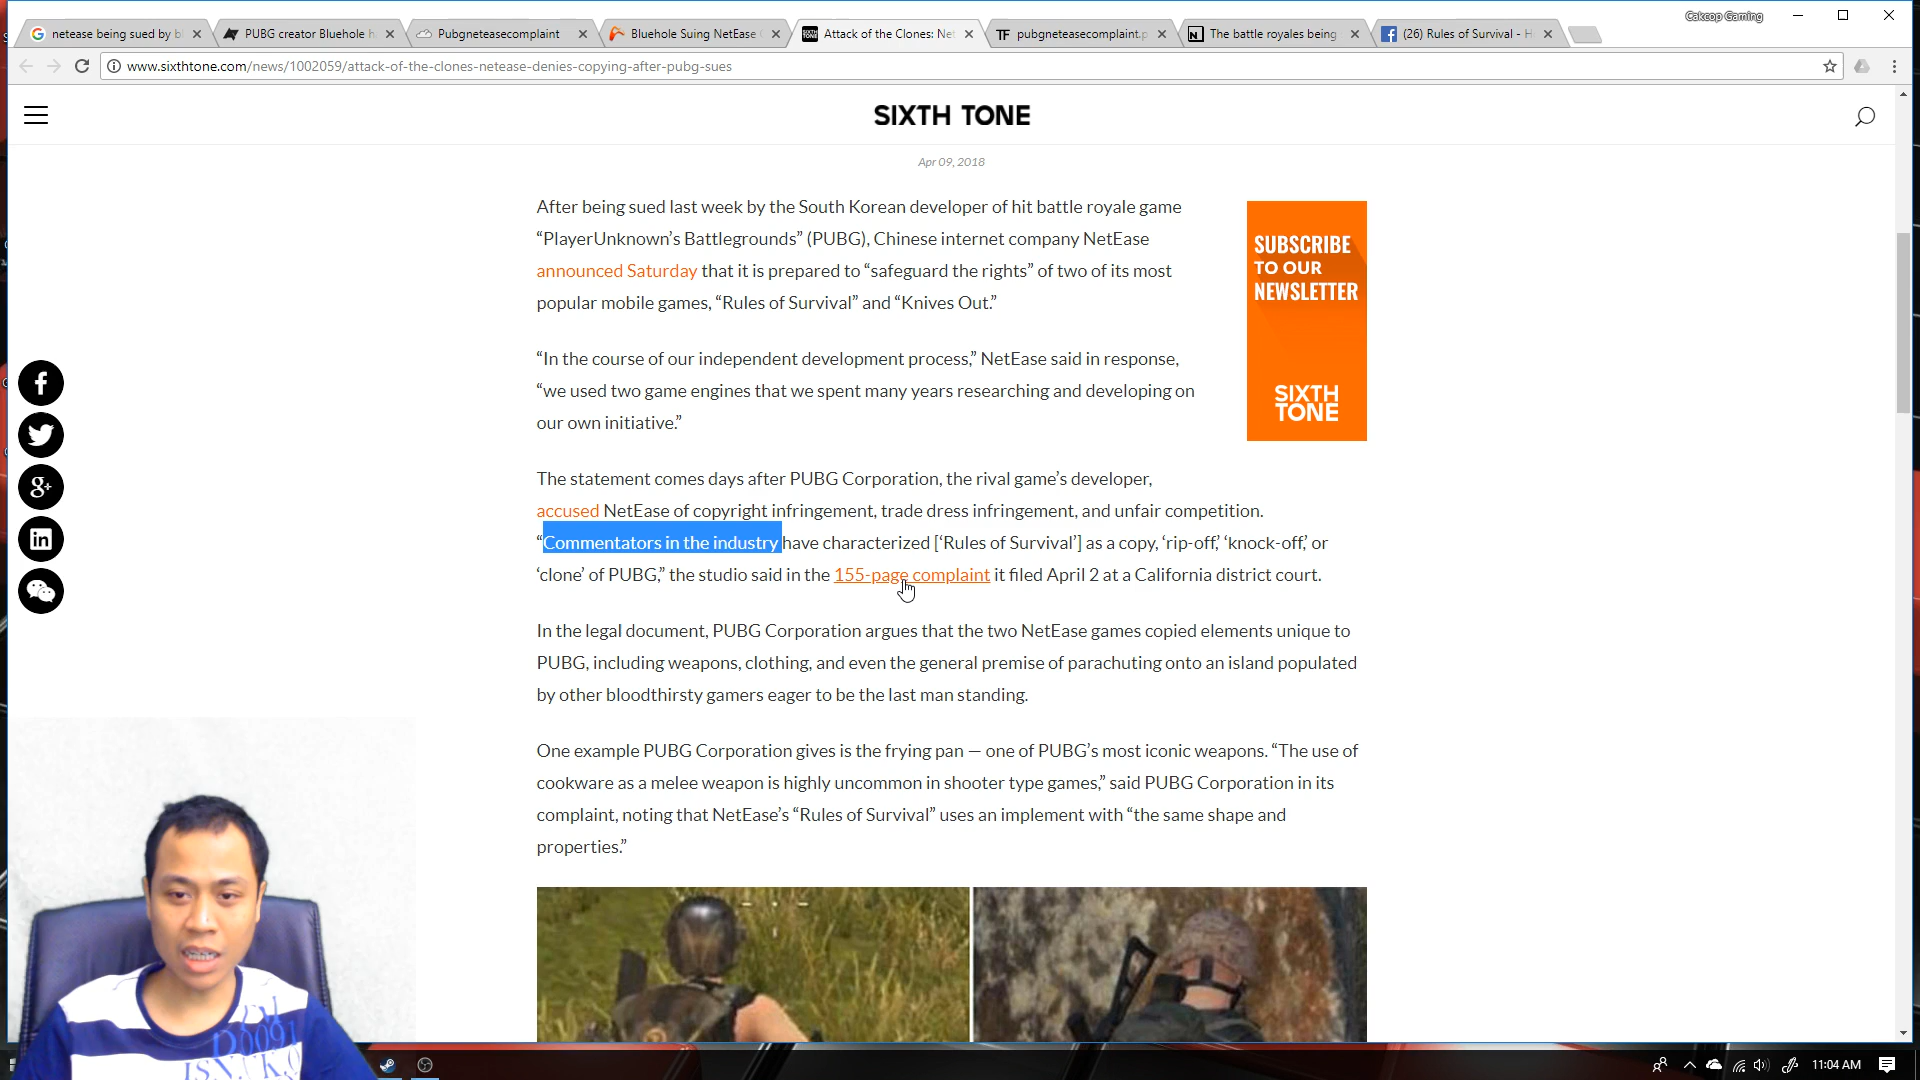 Cakcop Gaming
netease being sued by bl
PUBG creator Bluehole h
Pubgneteasecomplaint
Bluehole Suing NetEase
Attack of the Clones: Net
pubgneteasecomplaint.p
The battle royales being
(26) Rules of Survival - H
www.sixthtone.com/news/1002059/attack-of-the-clones-netease-denies-copying-after-pubg-sues
SIXTH TONE
Apr 09, 2018
After being sued last week by the South Korean developer of hit battle royale game
“PlayerUnknown’s Battlegrounds” (PUBG), Chinese internet company NetEase
announced Saturday that it is prepared to “safeguard the rights” of two of its most
popular mobile games, “Rules of Survival” and “Knives Out.”
SUBSCRIBE
TO OUR
NEWSLETTER
SIXTH
TONE
“In the course of our independent development process,” NetEase said in response,
“we used two game engines that we spent many years researching and developing on
our own initiative.”
The statement comes days after PUBG Corporation, the rival game’s developer,
accused NetEase of copyright infringement, trade dress infringement, and unfair competition.
“Commentators in the industry have characterized [‘Rules of Survival’] as a copy, ‘rip-off,’ ‘knock-off,’ or
‘clone’ of PUBG,” the studio said in the 155-page complaint it filed April 2 at a California district court.
In the legal document, PUBG Corporation argues that the two NetEase games copied elements unique to
PUBG, including weapons, clothing, and even the general premise of parachuting onto an island populated
by other bloodthirsty gamers eager to be the last man standing.
One example PUBG Corporation gives is the frying pan — one of PUBG’s most iconic weapons. “The use of
cookware as a melee weapon is highly uncommon in shooter type games,” said PUBG Corporation in its
complaint, noting that NetEase’s “Rules of Survival” uses an implement with “the same shape and
properties.”
11:04 AM